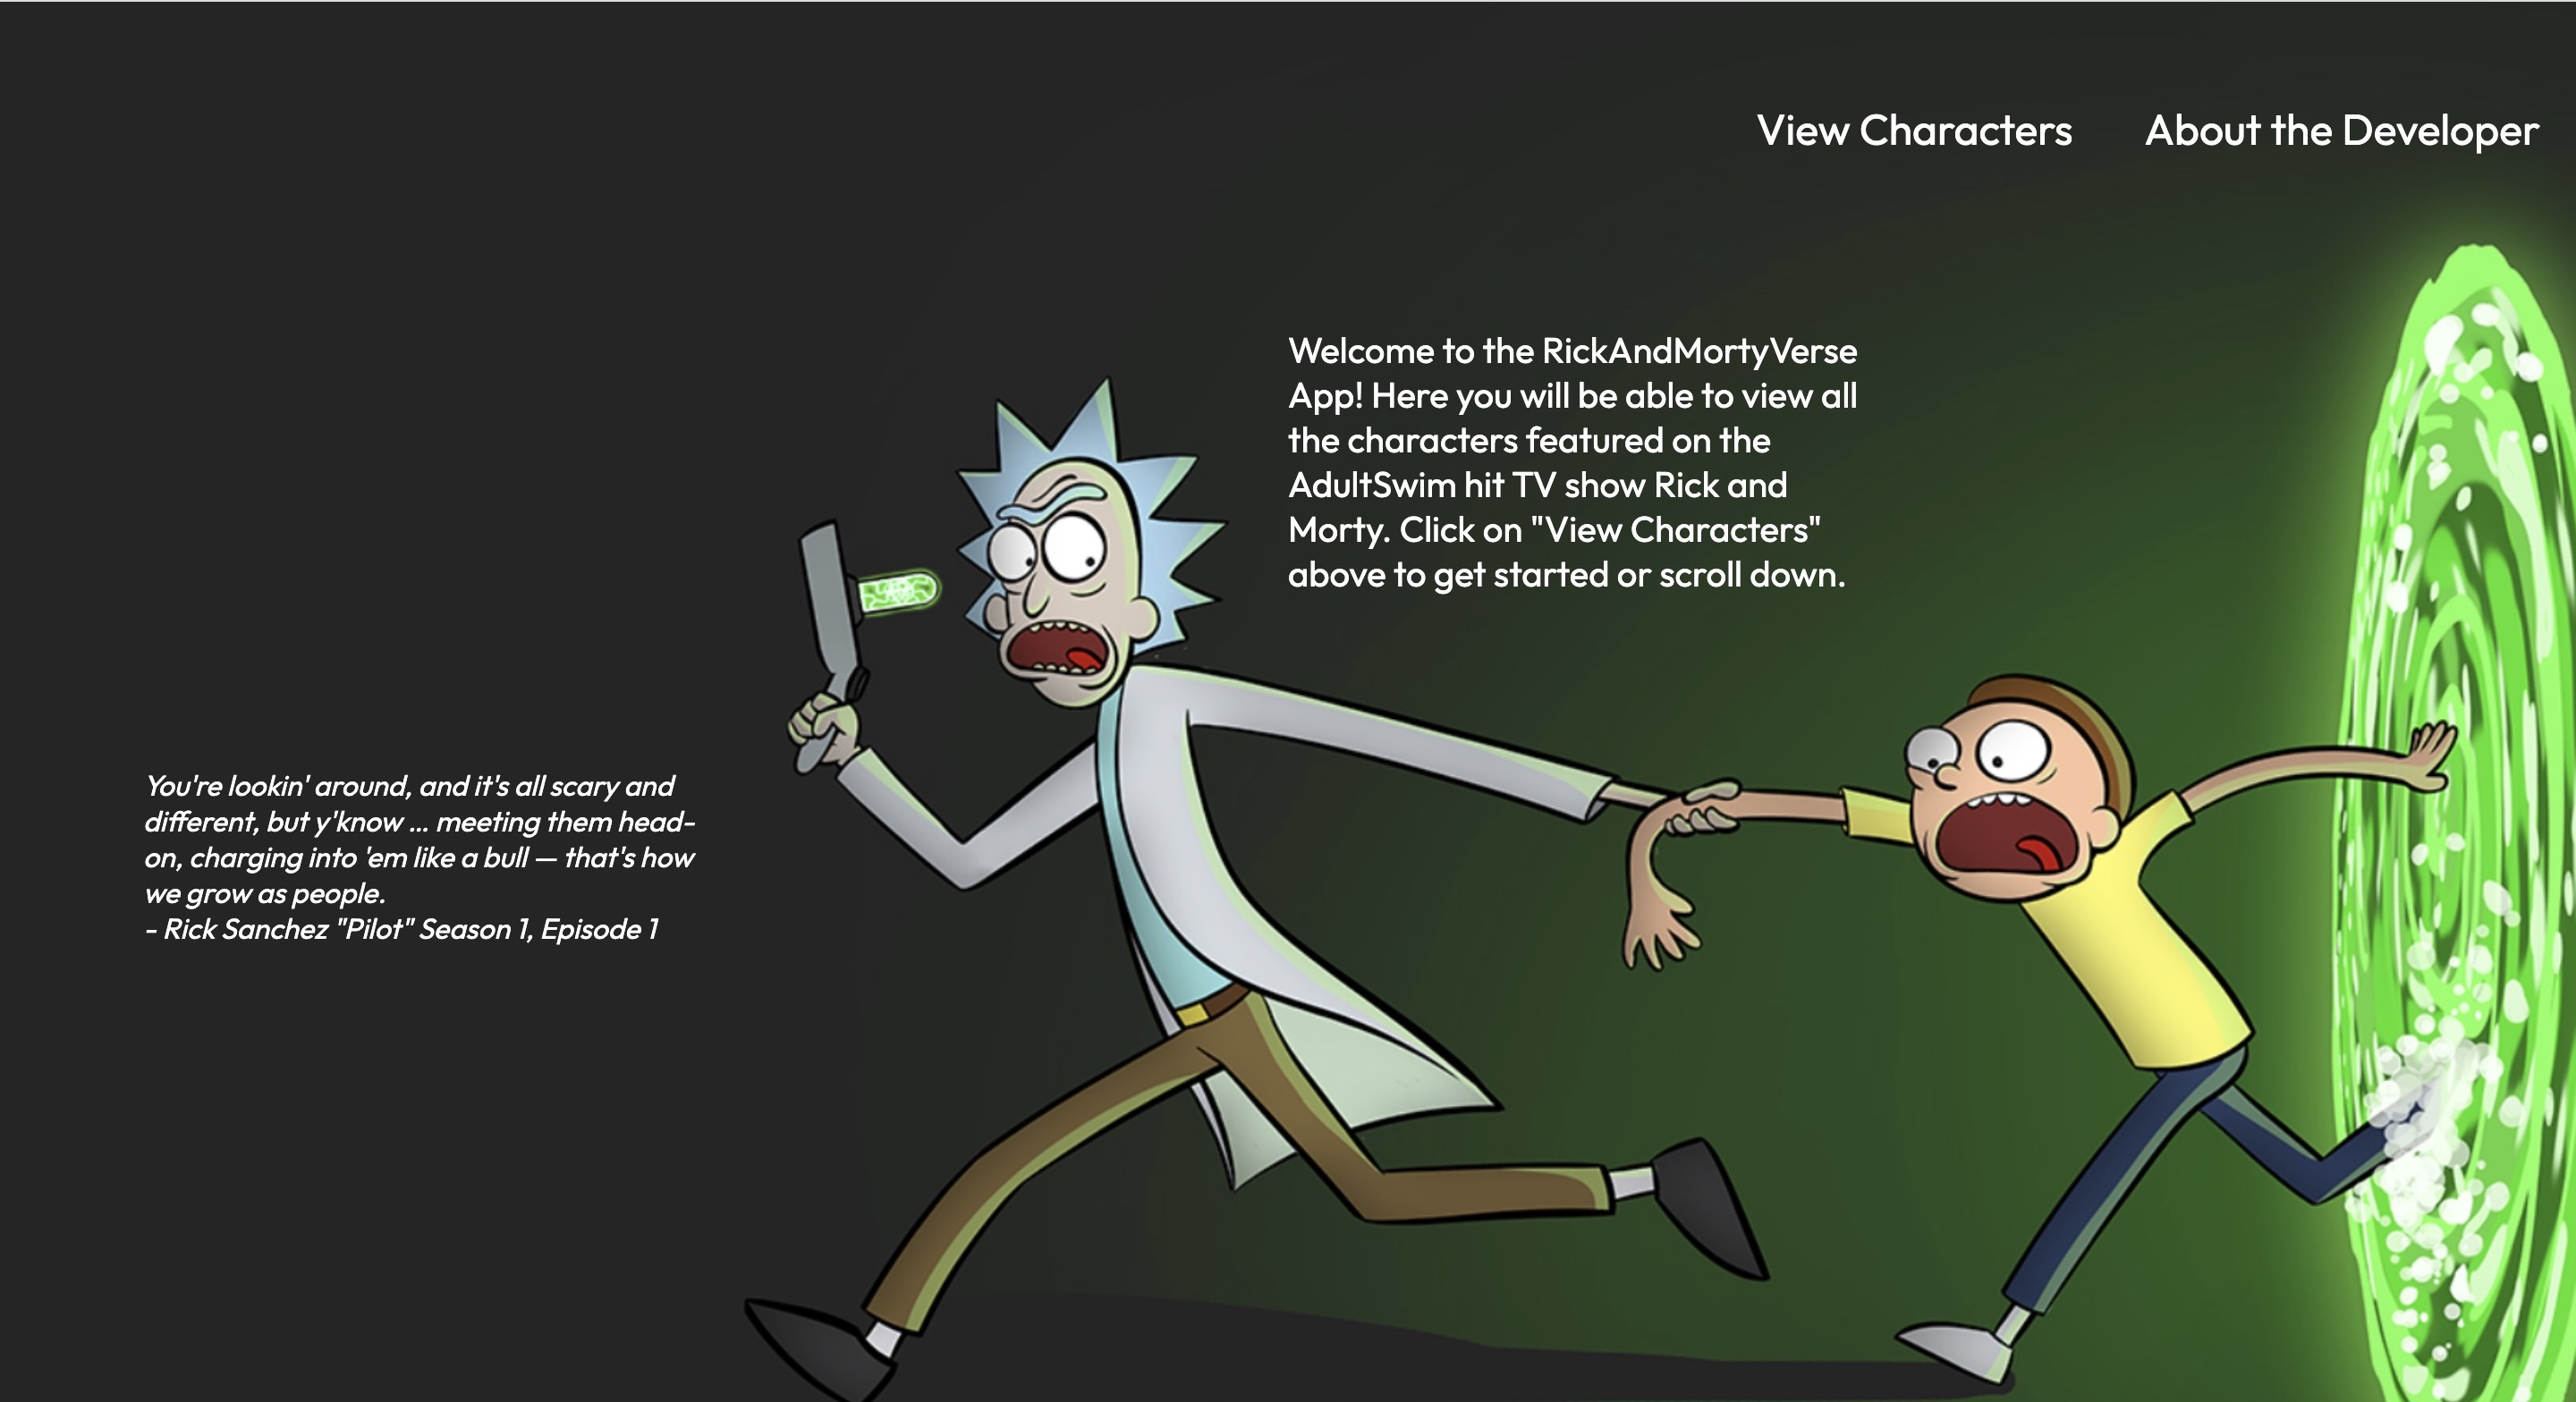 View Characters
About the Developer
Welcome to the RickAndMortyVerse
App! Here you will be able to view all
the characters featured on the
AdultSwim hit TV show Rick and
Morty. Click on "View Characters"
above to get started or scroll down.
You're lookin' around, and it's all scary and
different, but y'know ... meeting them head-
on, charging into 'em like a bull — that's how
we grow as people.
- Rick Sanchez "Pilot" Season 1, Episode 1